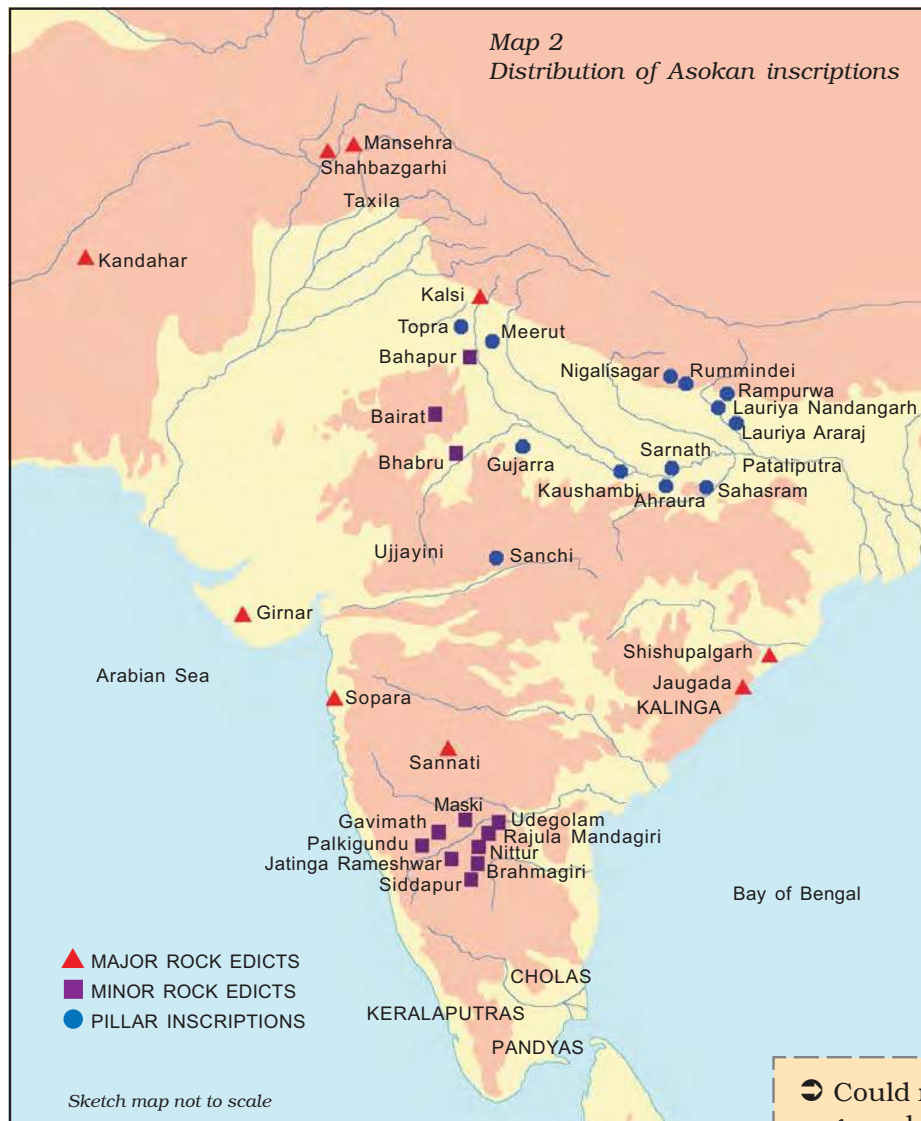 Map 2
Distribution of Asokan inscriptions
Mansehra
Shahbazgarhi
Taxila
Kandahar
Kalsi
Topra
Meerut
Bahapur
Nigalisagar
Rummindei
Rampurwa
Bairat
Lauriya Nandangarh
Lauriya Araraj
Bhabru
Gujarra
Sarnath
Pataliputra
Kaushambi
Ahraura
Sahasram
Ujjayini
Sanchi
Girnar
Shishupalgarh
Arabian Sea
Jaugada
Sopara
KALINGA
Sannati
Maski
Gavimath
Udegolam
Palkigundu
Rajula Mandagiri
Nittur
Jatinga Rameshwar
Brahmagiri
Siddapur
Bay of Bengal
MAJOR ROCK EDICTS
MINOR ROCK EDICTS
CHOLAS
KERALAPUTRAS
PILLAR INSCRIPTIONS
PANDYAS
Sketch map not to scale
➲ Could